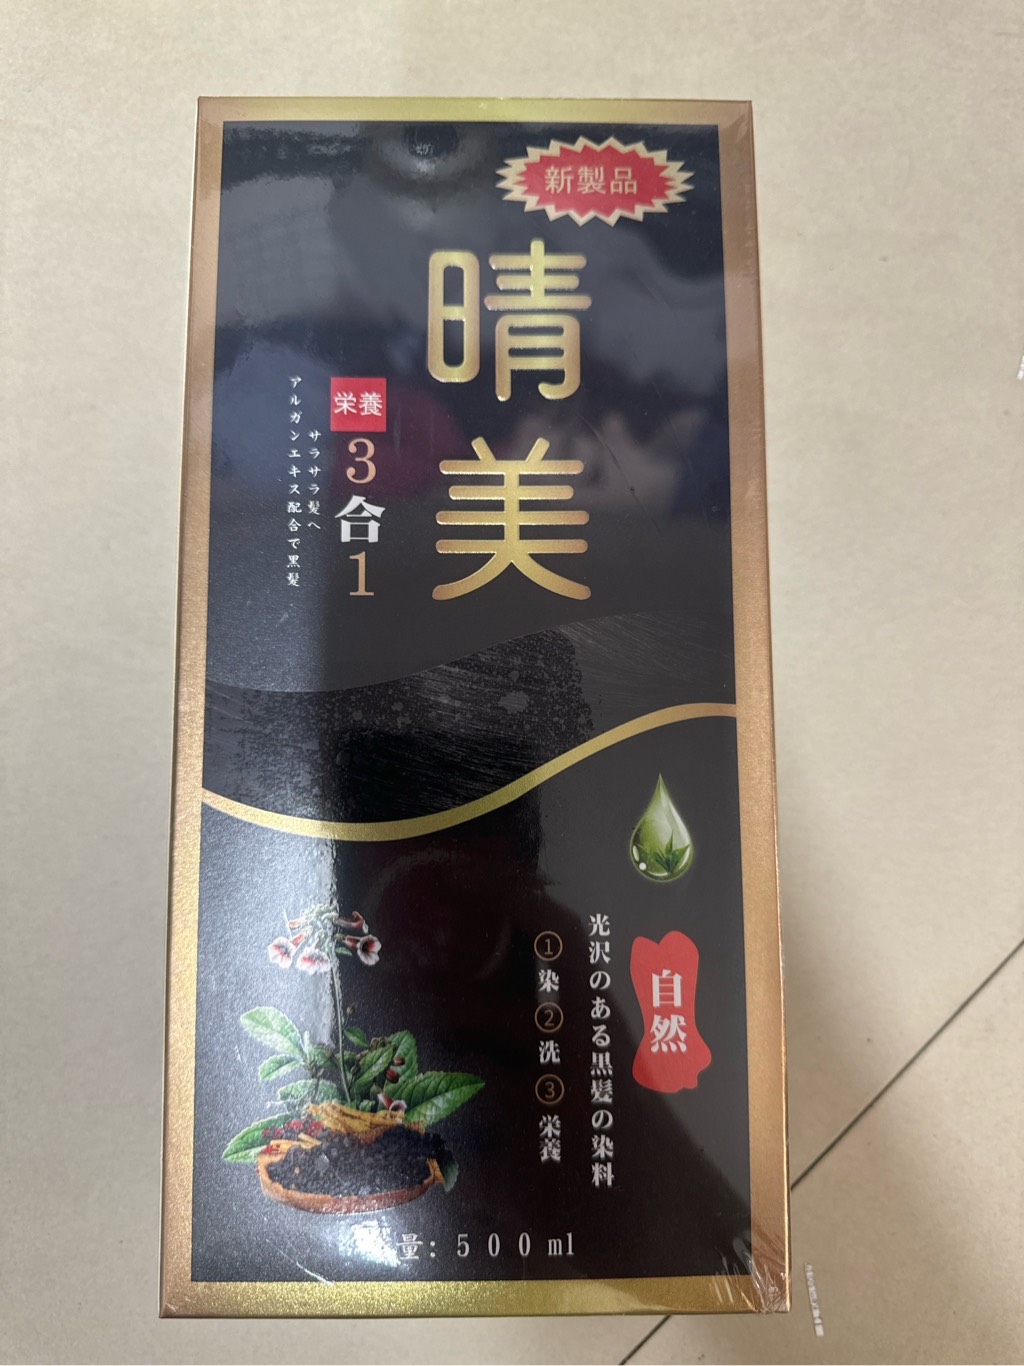 新製品
晴美
栄養
3合1
サラサラ髪へ
アルガンエキス配合で黒髪
自然
光沢のある黒髪の染料
①染②洗③栄養
量: 500ml